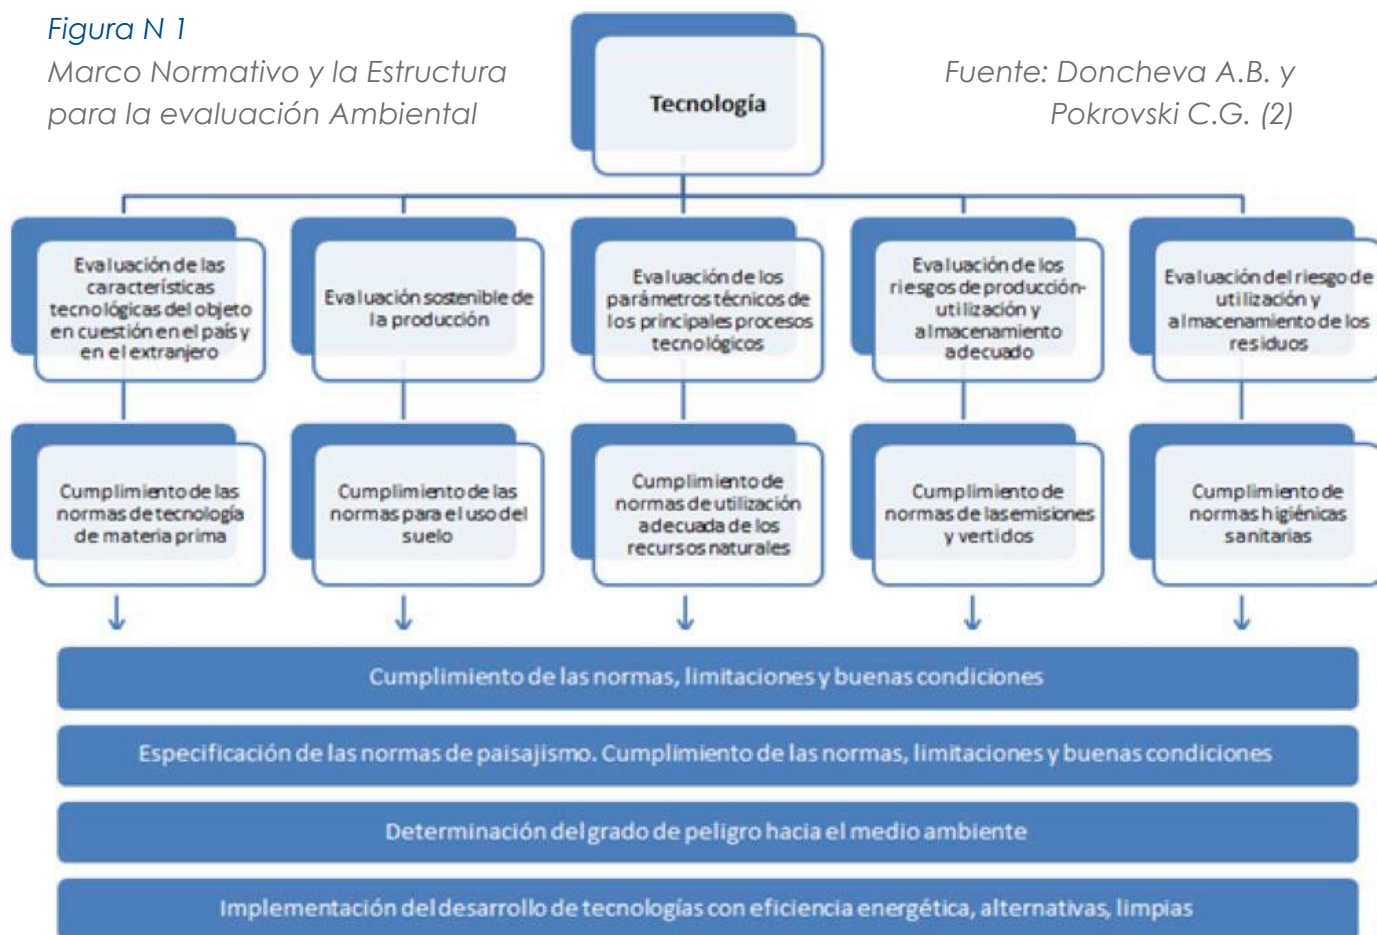 Figura N 1
Marco Normativo y la Estructura
para la evaluación Ambiental
Fuente: Doncheva A.B. y
Pokrovski C.G. (2)
Tecnología
Evaluación de las
características
tecnológicas del objeto
en cuestión en el país y
en el extranjero
Evaluación sostenible de
la producción
Evaluación de los
parámetros técnicos de
los principales procesos
tecnológicos
Evaluación de los
riesgos de producción-
utilización y
almacenamiento
adecuado
Evaluación del riesgo de
utilización y
almacenamiento de los
residuos
Cumplimiento de las
normas de tecnología
de materia prima
Cumplimiento de las
normas para el uso del
suelo
Cumplimiento de
normas de utilización
adecuada de los
recursos naturales
Cumplimiento de
normas de las emisiones
y vertidos
Cumplimiento de
normas higiénicas
sanitarias
Cumplimiento de las normas, limitaciones y buenas condiciones
Especificación de las normas de paisajismo. Cumplimiento de las normas, limitaciones y buenas condiciones
Determinación del grado de peligro hacia el medio ambiente
Implementación del desarrollo de tecnologías con eficiencia energética, alternativas, limpias